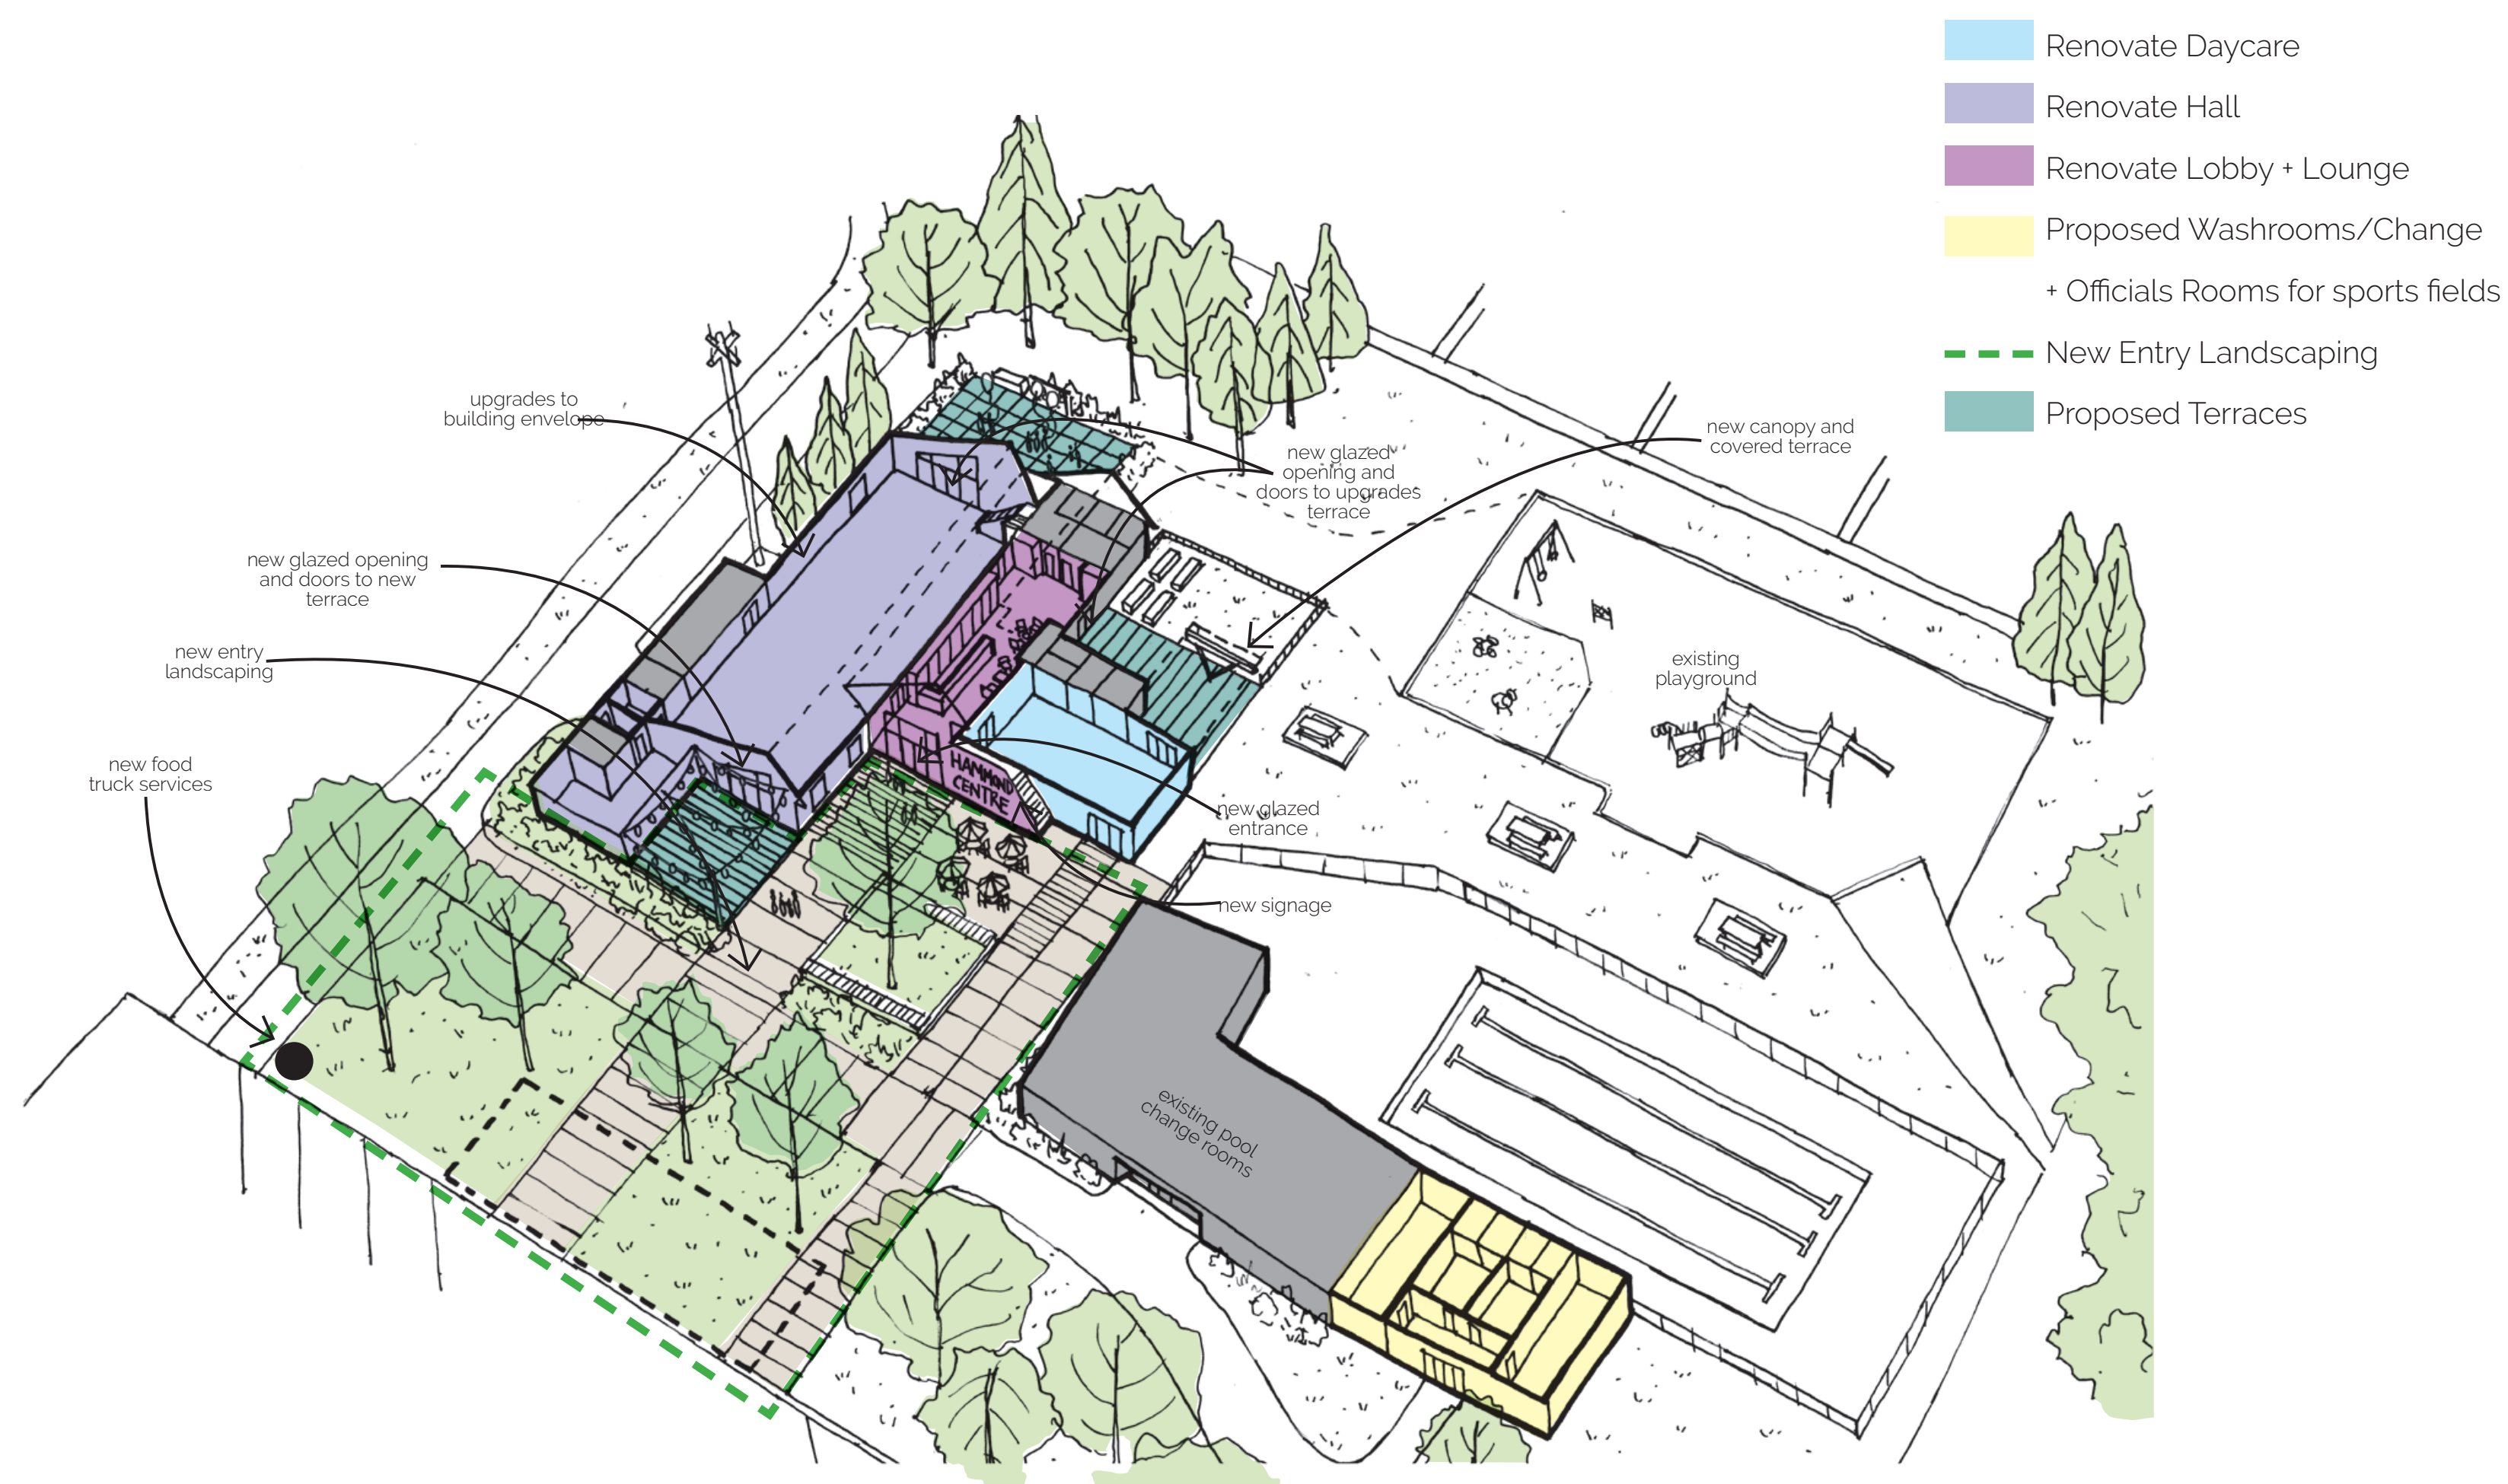 Renovate Daycare
Renovate Hall
Renovate Lobby + Lounge
Proposed Washrooms/Change
+ Officials Rooms for sports fields
New Entry Landscaping
Proposed Terraces
upgrades to
building envelope
new canopy and
covered terrace
new glazed
opening and
doors to upgrades
terrace
new glazed opening
and doors to new
terrace
new entry
landscaping
existing
playground
new food
truck services
HAMMOND
CENTRE
new glazed
entrance
new signage
existing pool
change rooms